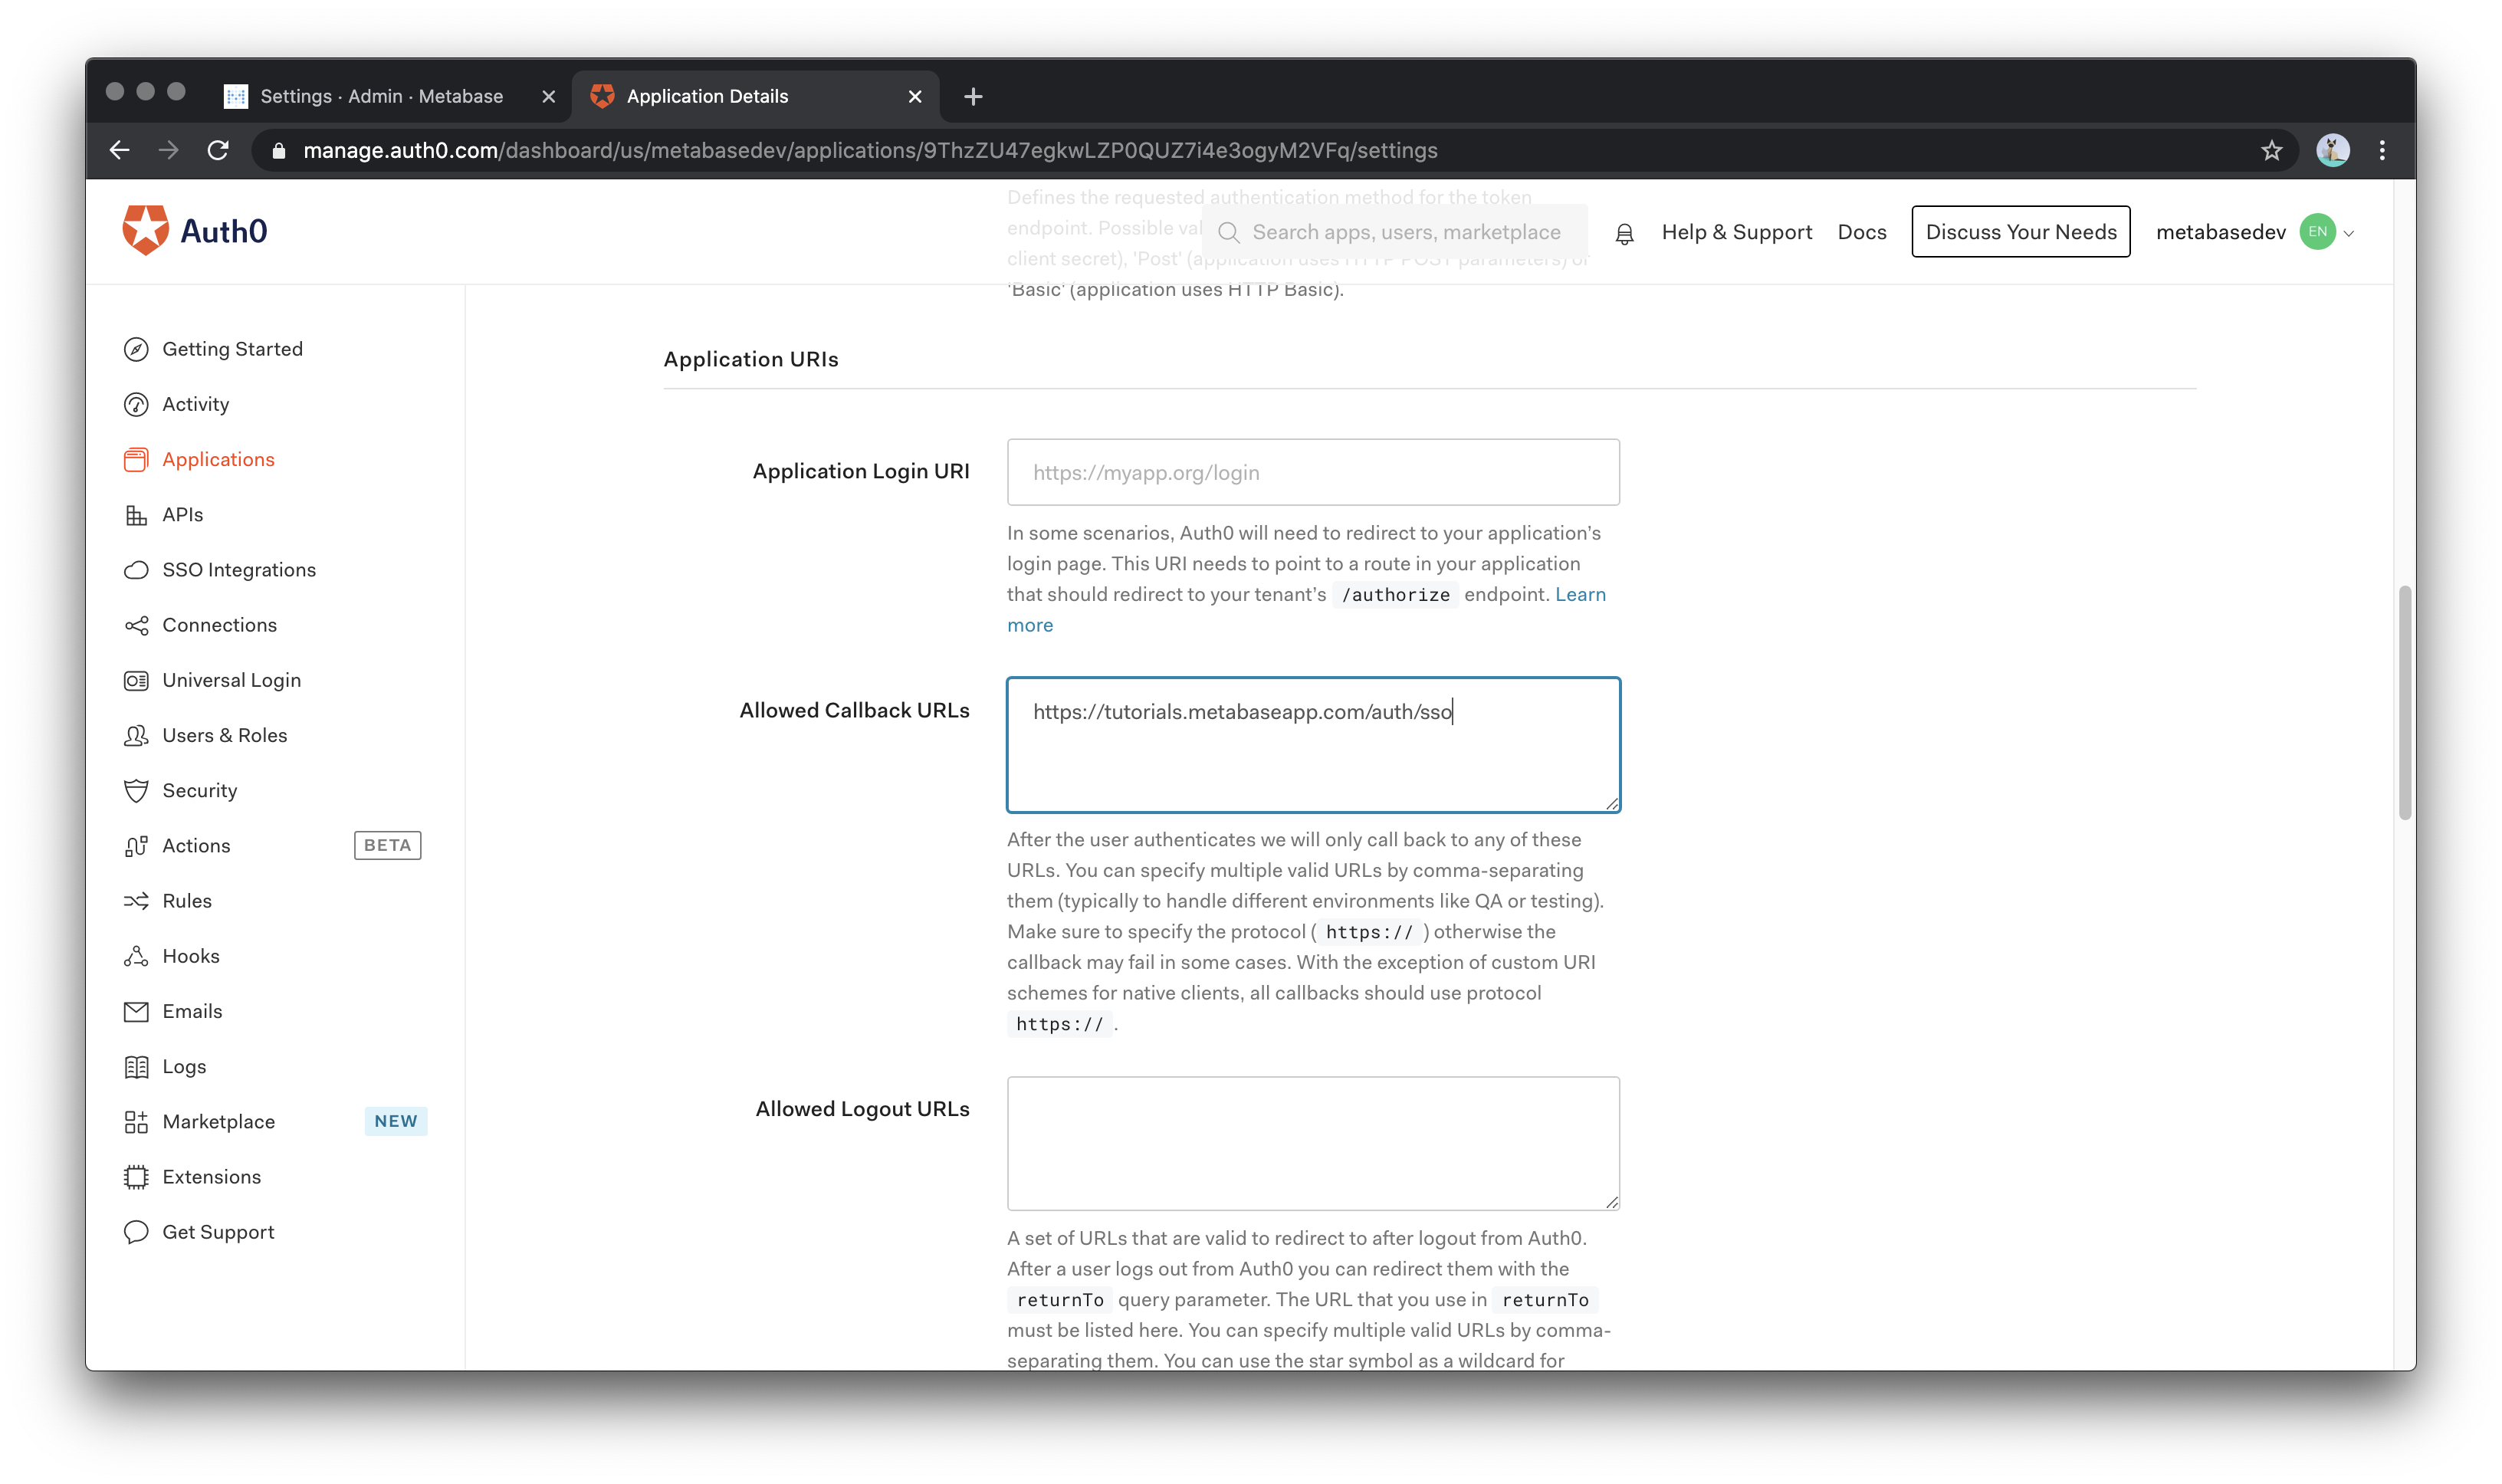 Settings · Admin · Metabase
Application Details
manage.auth0.com/dashboard/us/metabasedev/applications/9ThzZU47egkwLZP0QUZ7i4e3ogyM2VFq/settings
Auth0
Defines the requested authentication method for the token
endpoint. Possible val
client secret), 'Post' (application uses HTTP POST parameters) or
'Basic' (application uses HTTP Basic).
Search apps, users, marketplace
Help & Support
Docs
Discuss Your Needs
metabasedev
EN
Getting Started
Activity
Applications
APIs
SSO Integrations
Connections
Universal Login
Users & Roles
Security
Actions
BETA
Rules
Hooks
Emails
Logs
Marketplace
NEW
Extensions
Get Support
Application URIs
Application Login URI
https://myapp.org/login
In some scenarios, Auth0 will need to redirect to your application’s
login page. This URI needs to point to a route in your application
that should redirect to your tenant’s /authorize endpoint. Learn
more
Allowed Callback URLs
https://tutorials.metabaseapp.com/auth/sso
After the user authenticates we will only call back to any of these
URLs. You can specify multiple valid URLs by comma-separating
them (typically to handle different environments like QA or testing).
Make sure to specify the protocol ( https:// ) otherwise the
callback may fail in some cases. With the exception of custom URI
schemes for native clients, all callbacks should use protocol
https:// .
Allowed Logout URLs
A set of URLs that are valid to redirect to after logout from Auth0.
After a user logs out from Auth0 you can redirect them with the
returnTo query parameter. The URL that you use in returnTo
must be listed here. You can specify multiple valid URLs by comma-
separating them. You can use the star symbol as a wildcard for